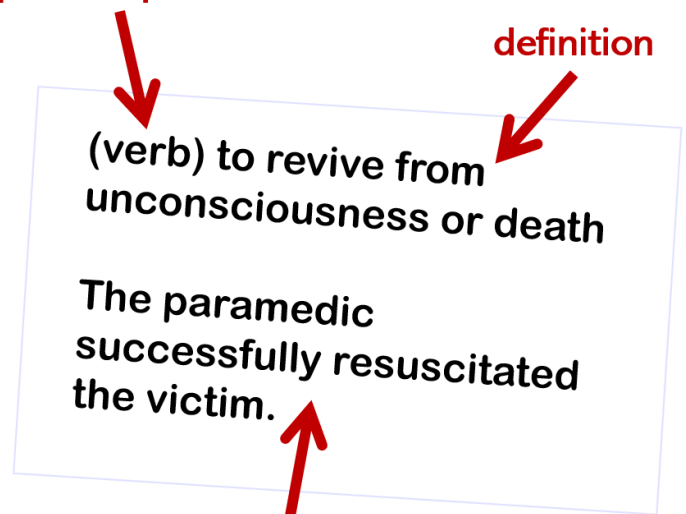 definition
(verb) to revive from
unconsciousness or death
The paramedic
successfully resuscitated
the victim.